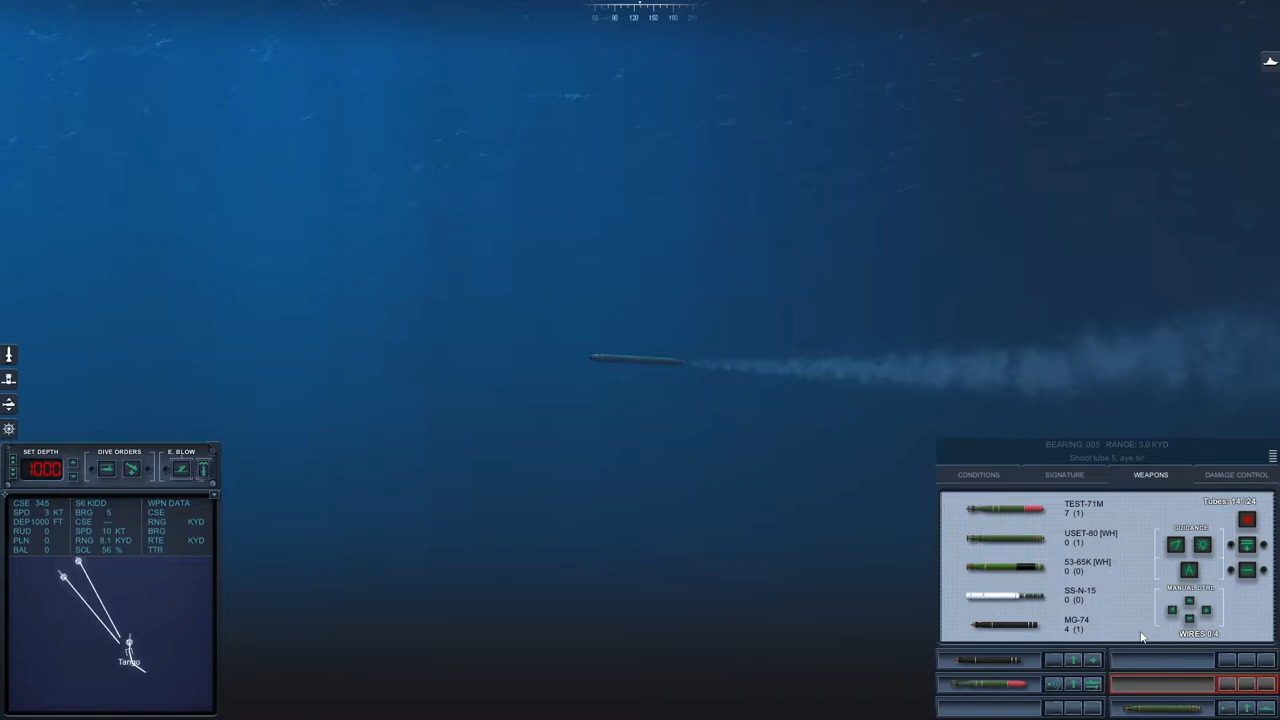 60 90 120 150 180 210
BEARING: 005 RANGE: 3.0 KYD
Shoot tube 5, aye sir
SET DEPTH DIVE ORDERS E. BLOW
1000
CSE 345 S6 KIDD WPN DATA
SPD 3 KT BRG 5 CSE
DEP1000 FT CSE --- RNG KYD
RUD 0 SPD 10 KT BRG
PLN 0 RNG 8.1 KYD RTE KYD
BAL 0 SOL 56 % TTR
Tango
CONDITIONS SIGNATURE WEAPONS DAMAGE CONTROL
TEST-71M
7 (1)
USET-80 [WH]
0 (1)
53-65K [WH]
0 (0)
SS-N-15
0 (0)
MG-74
4 (1)
Tubes: 14/24
GUIDANCE
A
MANUAL CTRL
WIRES 0/4